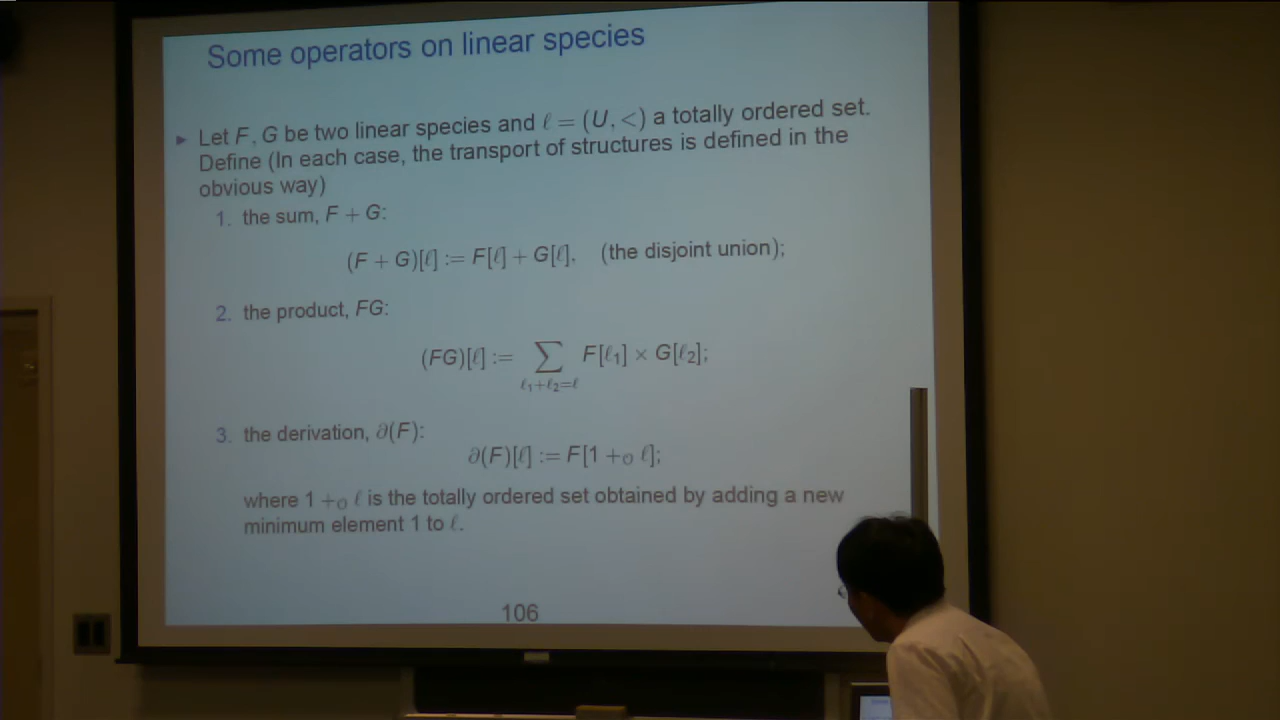 Some operators on linear species
► Let F, G be two linear species and ℓ = (U, <) a totally ordered set.
Define (In each case, the transport of structures is defined in the
obvious way)
1. the sum, F + G:
(F + G)[ℓ] := F[ℓ] + G[ℓ], (the disjoint union);
2. the product, FG:
(FG)[ℓ] := ∑ F[ℓ₁] × G[ℓ₂];
ℓ₁+ℓ₂=ℓ
3. the derivation, ∂(F):
∂(F)[ℓ] := F[1 +ₒ ℓ];
where 1 +ₒ ℓ is the totally ordered set obtained by adding a new
minimum element 1 to ℓ.
106